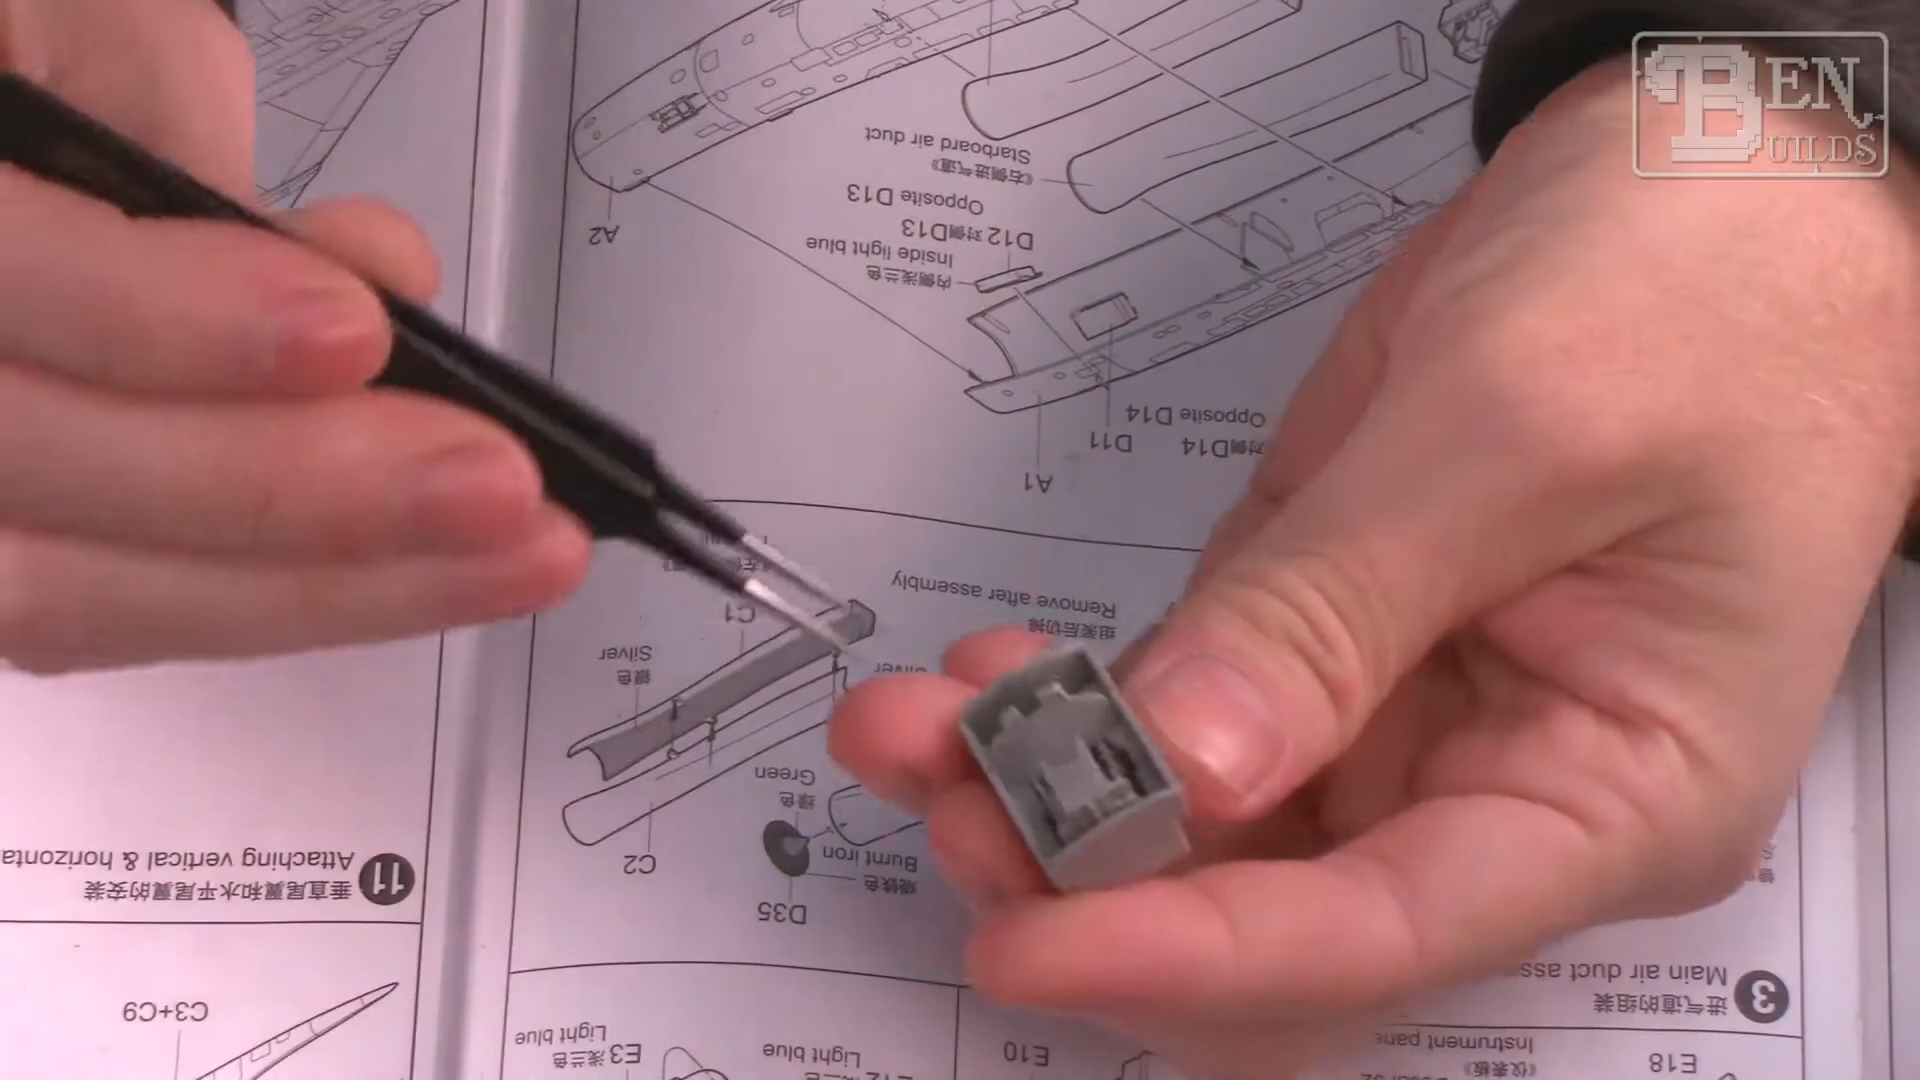 BEN
BUILDS
Starboard air duct
《右侧进气道》
Opposite D13
D12 对侧D13
Inside light blue
内侧浅兰色
A2
Opposite D14
D11
对侧D14
A1
Remove after assembly
组装后切掉
C1
Silver
银色
Silver
Green
绿色
C2
Burnt iron
烧铁色
D35
11
Attaching vertical & horizonta
垂直尾翼和水平尾翼的安装
C3+C9
3
Main air duct ass
进气道的组装
Light blue
E3 浅兰色
Light blue
E10
Instrument pane
《仪表板》
E18